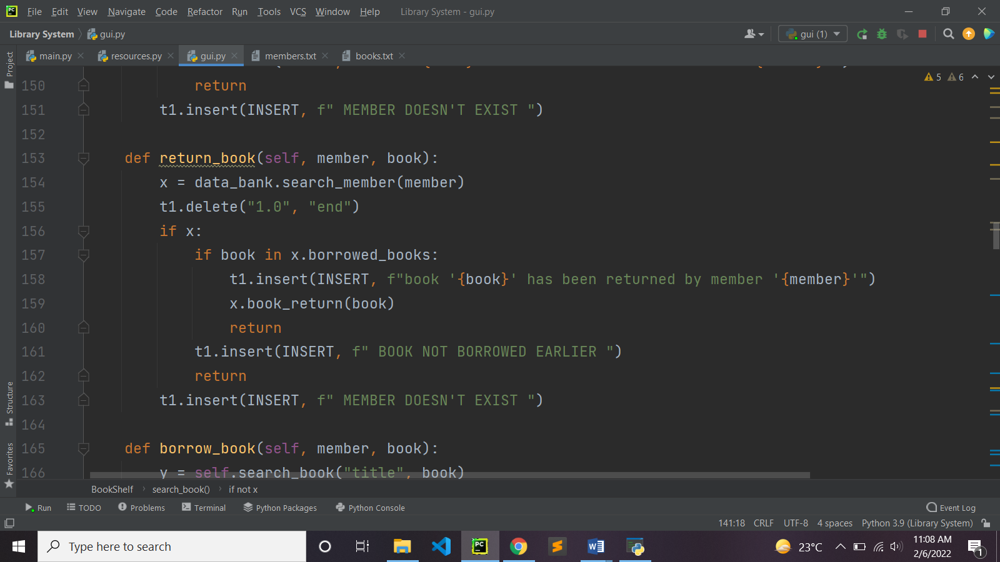 PC File Edit View Navigate Code Refactor Run Tools VCS Window Help Library System - gui.py
Library System gui.py gui (1)
main.py resources.py gui.py members.txt books.txt
Project
5 6
150 return
151 t1.insert(INSERT, f" MEMBER DOESN'T EXIST ")
152
153 def return_book(self, member, book):
154 x = data_bank.search_member(member)
155 t1.delete("1.0", "end")
156 if x:
157 if book in x.borrowed_books:
158 t1.insert(INSERT, f"book '{book}' has been returned by member '{member}'")
159 x.book_return(book)
160 return
161 t1.insert(INSERT, f" BOOK NOT BORROWED EARLIER ")
162 return
163 t1.insert(INSERT, f" MEMBER DOESN'T EXIST ")
164
165 def borrow_book(self, member, book):
166 y = self.search_book("title", book)
Structure
Favorites
BookShelf search_book() if not x
Run TODO Problems Terminal Python Packages Python Console Event Log
141:18 CRLF UTF-8 4 spaces Python 3.9 (Library System)
Type here to search
PC
23°C
11:08 AM
2/6/2022
1